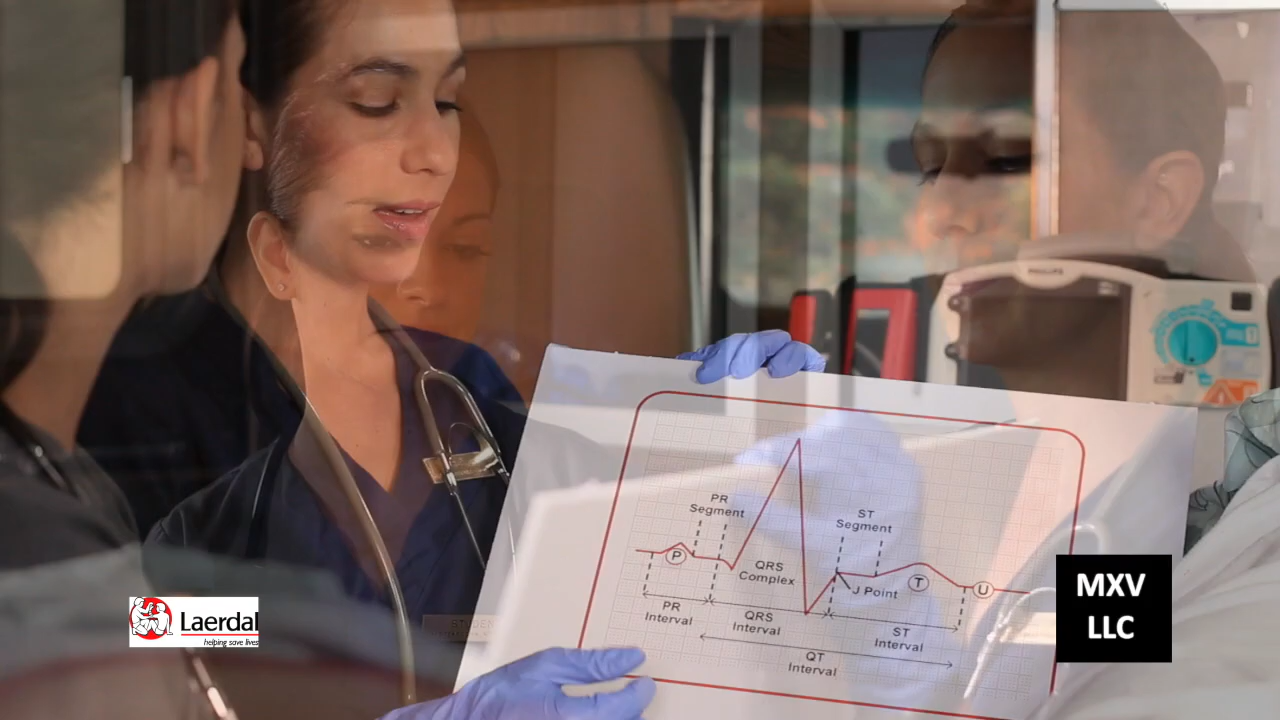 PHILIPS
PR
Segment
ST
Segment
P
QRS
Complex
J Point
T
U
PR
Interval
QRS
Interval
ST
Interval
QT
Interval
Laerdal
helping save lives
MXV
LLC